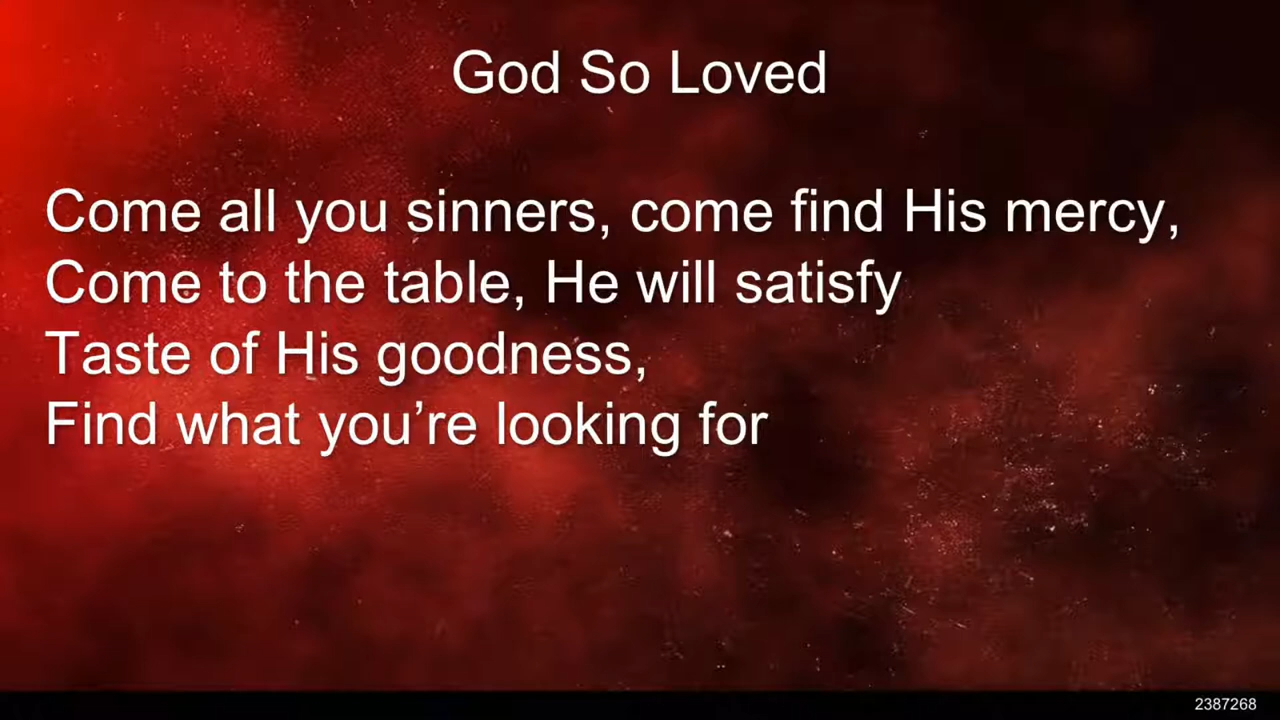 God So Loved
Come all you sinners, come find His mercy,
Come to the table, He will satisfy
Taste of His goodness,
Find what you’re looking for
2387268